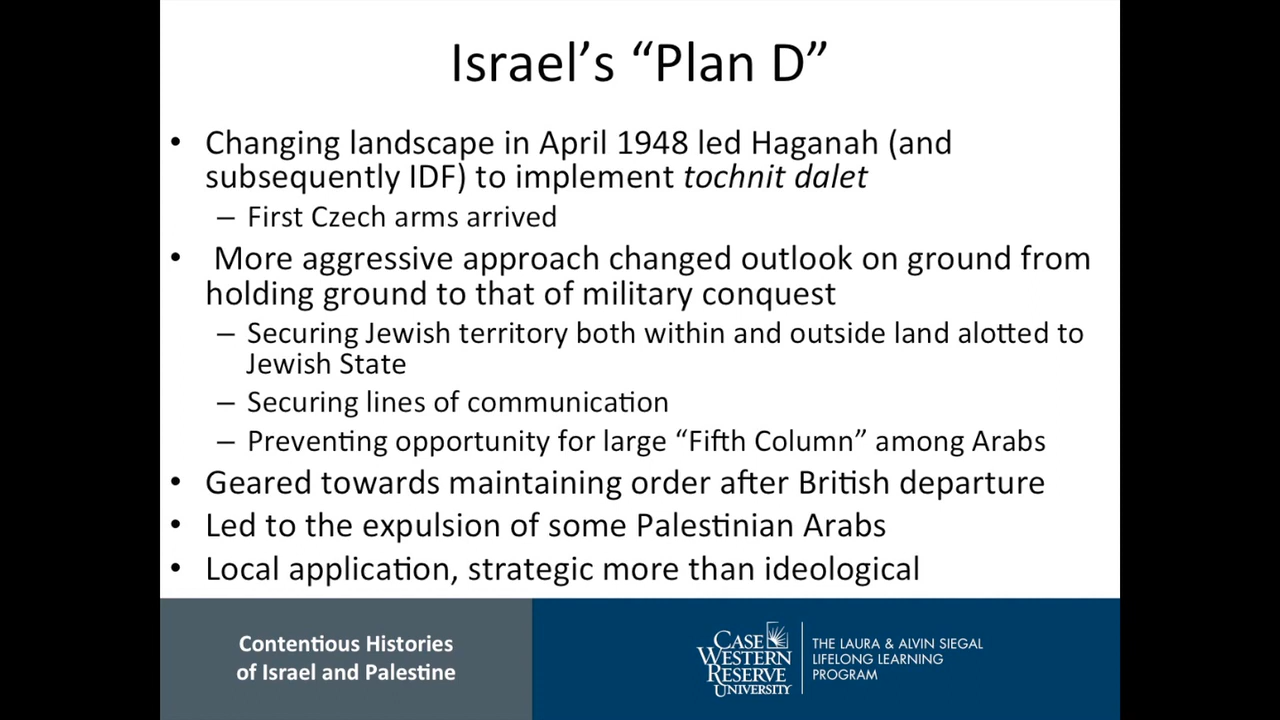 Israel’s “Plan D”
• Changing landscape in April 1948 led Haganah (and
subsequently IDF) to implement tochnit dalet
– First Czech arms arrived
• More aggressive approach changed outlook on ground from
holding ground to that of military conquest
– Securing Jewish territory both within and outside land alotted to
Jewish State
– Securing lines of communication
– Preventing opportunity for large “Fifth Column” among Arabs
• Geared towards maintaining order after British departure
• Led to the expulsion of some Palestinian Arabs
• Local application, strategic more than ideological
Contentious Histories
of Israel and Palestine
CASE
WESTERN
RESERVE
UNIVERSITY
THE LAURA & ALVIN SIEGAL
LIFELONG LEARNING
PROGRAM